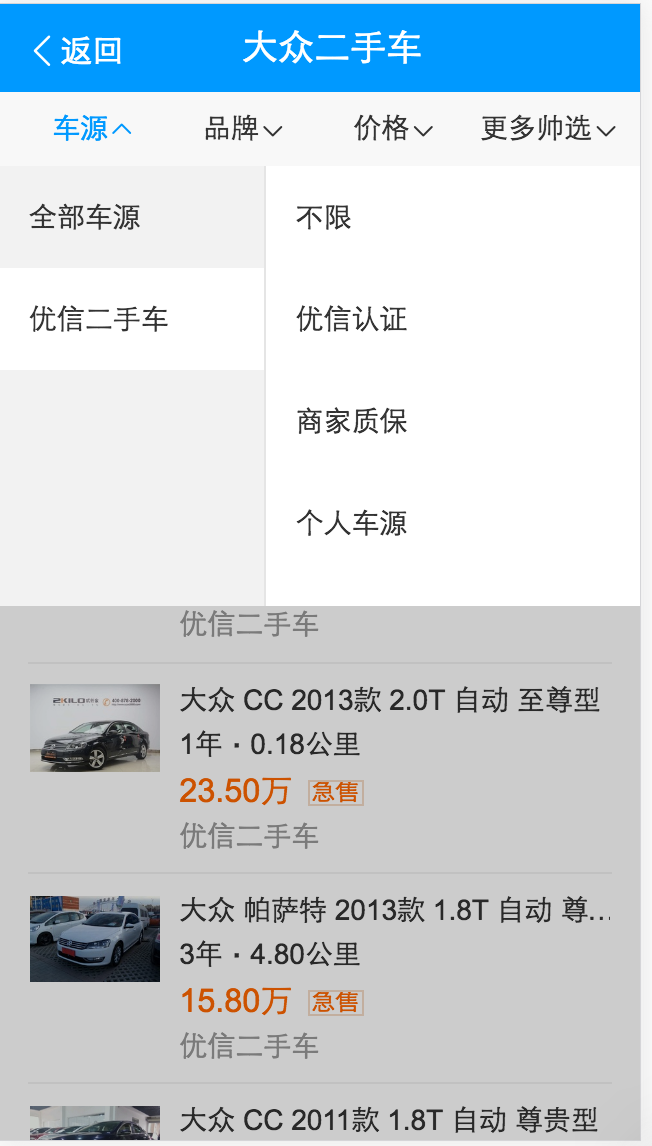 返回
大众二手车
车源 品牌 价格 更多帅选
全部车源
优信二手车
不限
优信认证
商家质保
个人车源
优信二手车
大众 CC 2013款 2.0T 自动 至尊型
1年·0.18公里
23.50万 急售
优信二手车
大众 帕萨特 2013款 1.8T 自动 尊...
3年·4.80公里
15.80万 急售
优信二手车
大众 CC 2011款 1.8T 自动 尊贵型